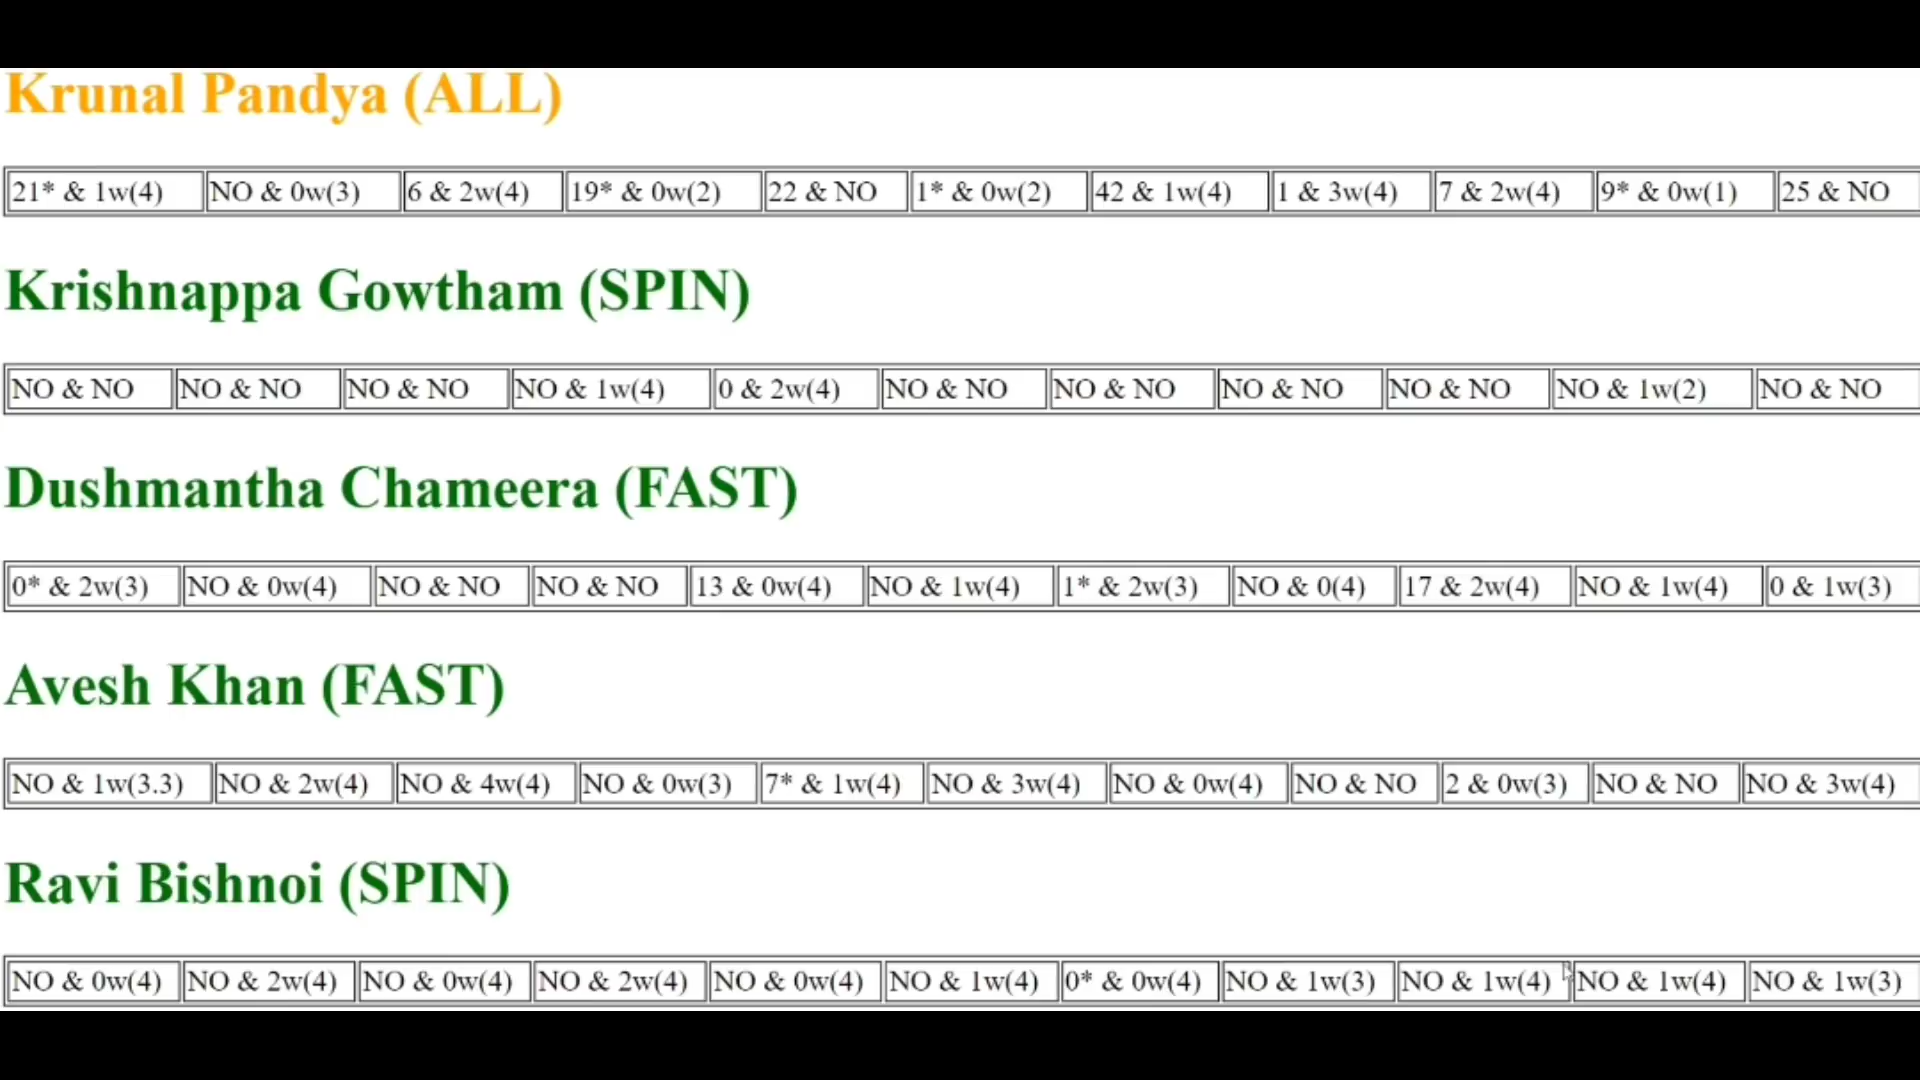 Krunal Pandya (ALL)
21* & 1w(4) NO & 0w(3) 6 & 2w(4) 19* & 0w(2) 22 & NO 1* & 0w(2) 42 & 1w(4) 1 & 3w(4) 7 & 2w(4) 9* & 0w(1) 25 & NO
Krishnappa Gowtham (SPIN)
NO & NO NO & NO NO & NO NO & 1w(4) 0 & 2w(4) NO & NO NO & NO NO & NO NO & NO NO & 1w(2) NO & NO
Dushmantha Chameera (FAST)
0* & 2w(3) NO & 0w(4) NO & NO NO & NO 13 & 0w(4) NO & 1w(4) 1* & 2w(3) NO & 0(4) 17 & 2w(4) NO & 1w(4) 0 & 1w(3)
Avesh Khan (FAST)
NO & 1w(3.3) NO & 2w(4) NO & 4w(4) NO & 0w(3) 7* & 1w(4) NO & 3w(4) NO & 0w(4) NO & NO 2 & 0w(3) NO & NO NO & 3w(4)
Ravi Bishnoi (SPIN)
NO & 0w(4) NO & 2w(4) NO & 0w(4) NO & 2w(4) NO & 0w(4) NO & 1w(4) 0* & 0w(4) NO & 1w(3) NO & 1w(4) NO & 1w(4) NO & 1w(3)